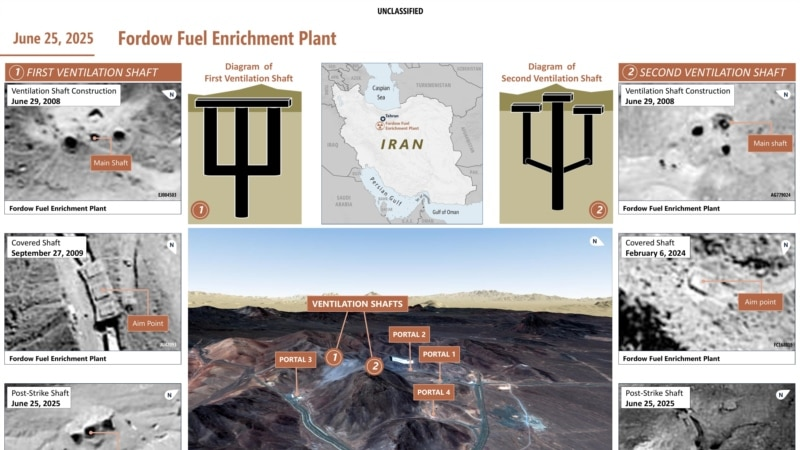 UNCLASSIFIED
June 25, 2025
Fordow Fuel Enrichment Plant
1 FIRST VENTILATION SHAFT
Ventilation Shaft Construction
June 29, 2008
N
Main Shaft
Fordow Fuel Enrichment Plant
Covered Shaft
September 27, 2009
N
Aim Point
Fordow Fuel Enrichment Plant
Post-Strike Shaft
June 25, 2025
N
Diagram of
First Ventilation Shaft
1
Caspian
Sea
TURKMENISTAN
Tehran
Fordow Fuel
Enrichment Plant
IRAN
IRAQ
SAUDI
ARABIA
Persian Gulf
U.A.E.
Gulf of Oman
Diagram of
Second Ventilation Shaft
2
N
VENTILATION SHAFTS
1
2
PORTAL 3
PORTAL 2
PORTAL 1
PORTAL 4
2 SECOND VENTILATION SHAFT
Ventilation Shaft Construction
June 29, 2008
N
Main shaft
AG779024
Fordow Fuel Enrichment Plant
Covered Shaft
February 6, 2024
N
Aim point
Fordow Fuel Enrichment Plant
Post-Strike Shaft
June 25, 2025
N